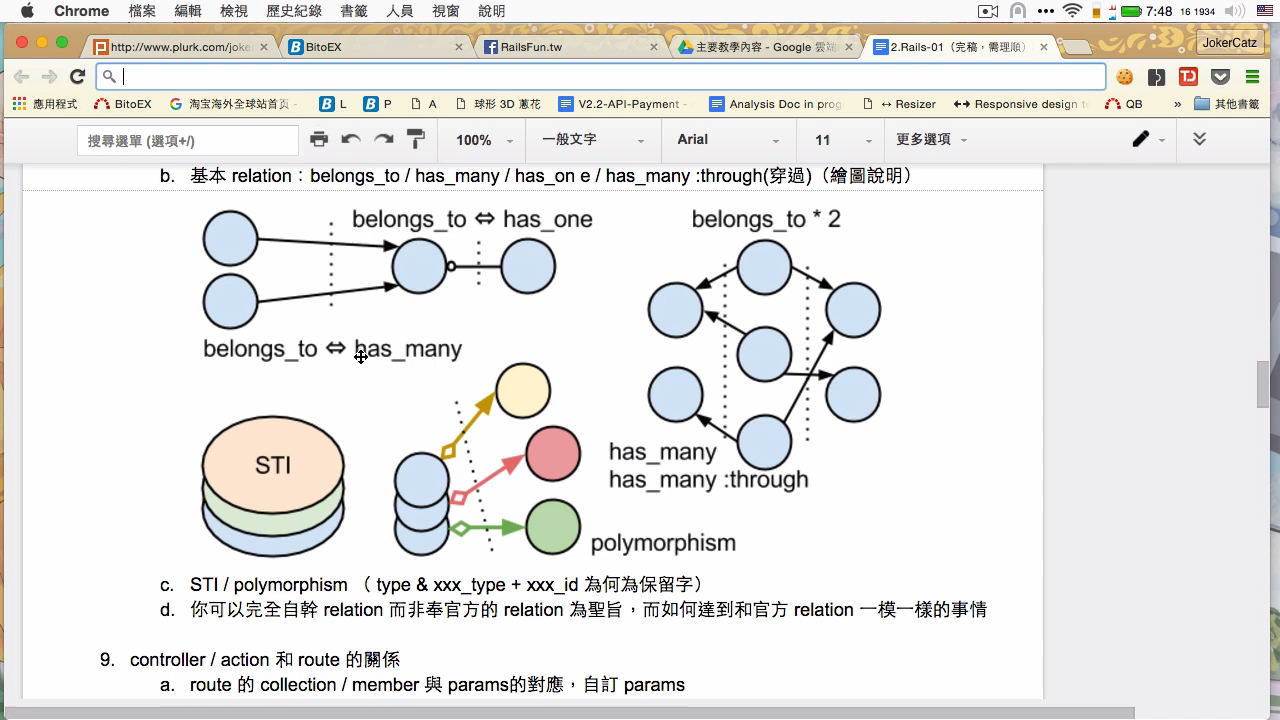 Chrome 檔案 編輯 檢視 歷史紀錄 書籤 人員 視窗 說明 7:48 16 1934
http://www.plurk.com/joke BitoEX RailsFun.tw 主要教學內容 - Google 雲端 2.Rails-01（完稿，需理順） JokerCatz
應用程式 BitoEX 淘宝海外全球站首页 - L P A 球形 3D 蔥花 V2.2-API-Payment - Analysis Doc in prog Resizer Responsive design t QB » 其他書籤
搜尋選單 (選項+/) 100% 一般文字 Arial 11 更多選項
b. 基本 relation：belongs_to / has_many / has_on e / has_many :through(穿過)（繪圖說明）
belongs_to ⇔ has_one
belongs_to * 2
belongs_to ⇔ has_many
STI
has_many
has_many :through
polymorphism
c. STI / polymorphism （ type & xxx_type + xxx_id 為何為保留字）
d. 你可以完全自幹 relation 而非奉官方的 relation 為聖旨，而如何達到和官方 relation 一模一樣的事情
9. controller / action 和 route 的關係
a. route 的 collection / member 與 params的對應，自訂 params